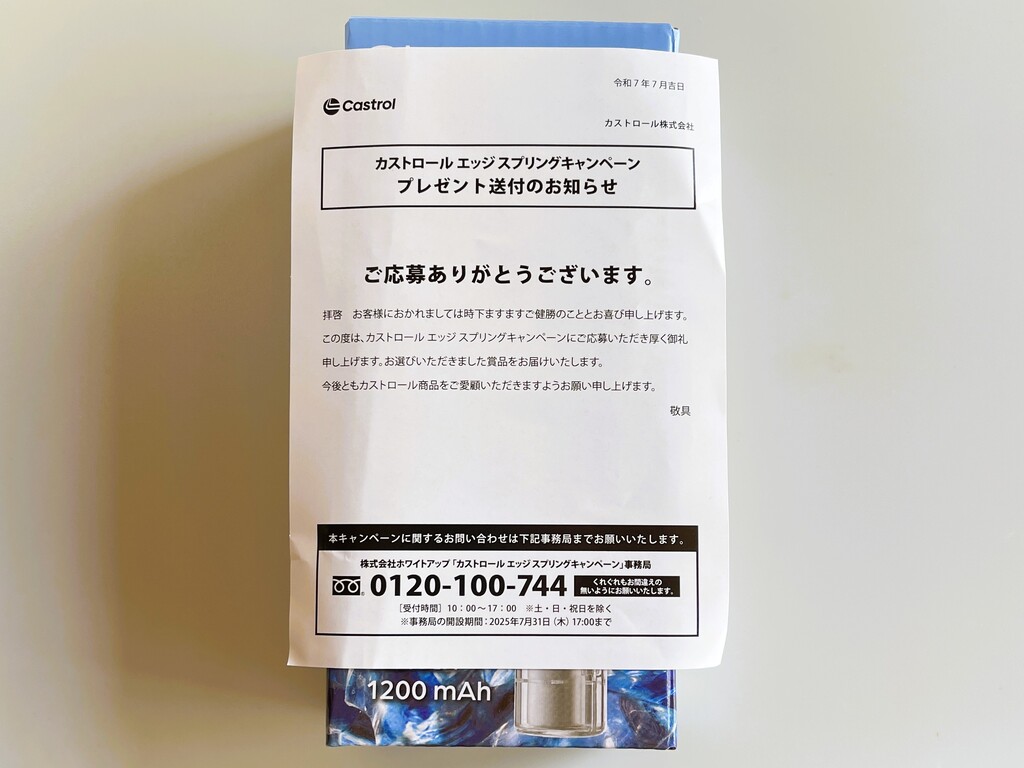 令和7年7月吉日
Castrol
カストロール株式会社
カストロール エッジ スプリングキャンペーン
プレゼント送付のお知らせ
ご応募ありがとうございます。
拝啓　お客様におかれましては時下ますますご健勝のこととお喜び申し上げます。
この度は、カストロール エッジ スプリングキャンペーンにご応募いただき厚く御礼
申し上げます。お選びいただきました賞品をお届けいたします。
今後ともカストロール商品をご愛顧いただきますようお願い申し上げます。
敬具
本キャンペーンに関するお問い合わせは下記事務局までお願いいたします。
株式会社ホワイトアップ「カストロール エッジ スプリングキャンペーン」事務局
0120-100-744
くれぐれもお間違えの
無いようにお願いいたします。
［受付時間］10：00～17：00　※土・日・祝日を除く
※事務局の開設期間：2025年7月31日（木）17:00まで
1200 mAh